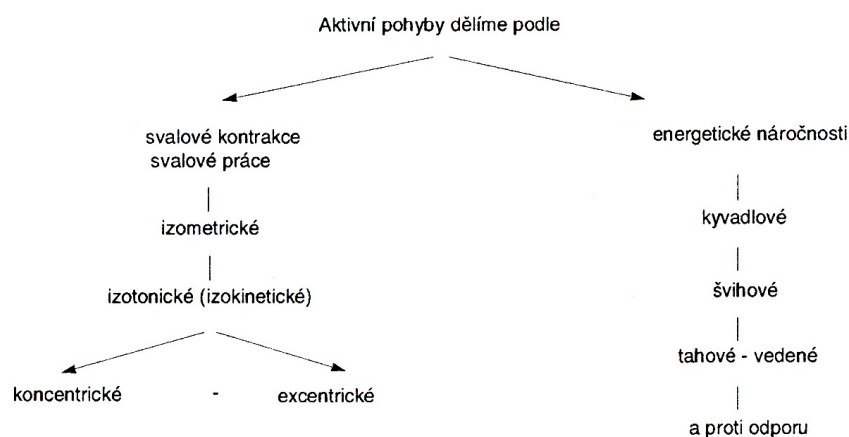 Aktivní pohyby dělíme podle
svalové kontrakce
svalové práce
izometrické
izotonické (izokinetické)
koncentrické - excentrické
energetické náročnosti
kyvadlové
švihové
tahové - vedené
a proti odporu